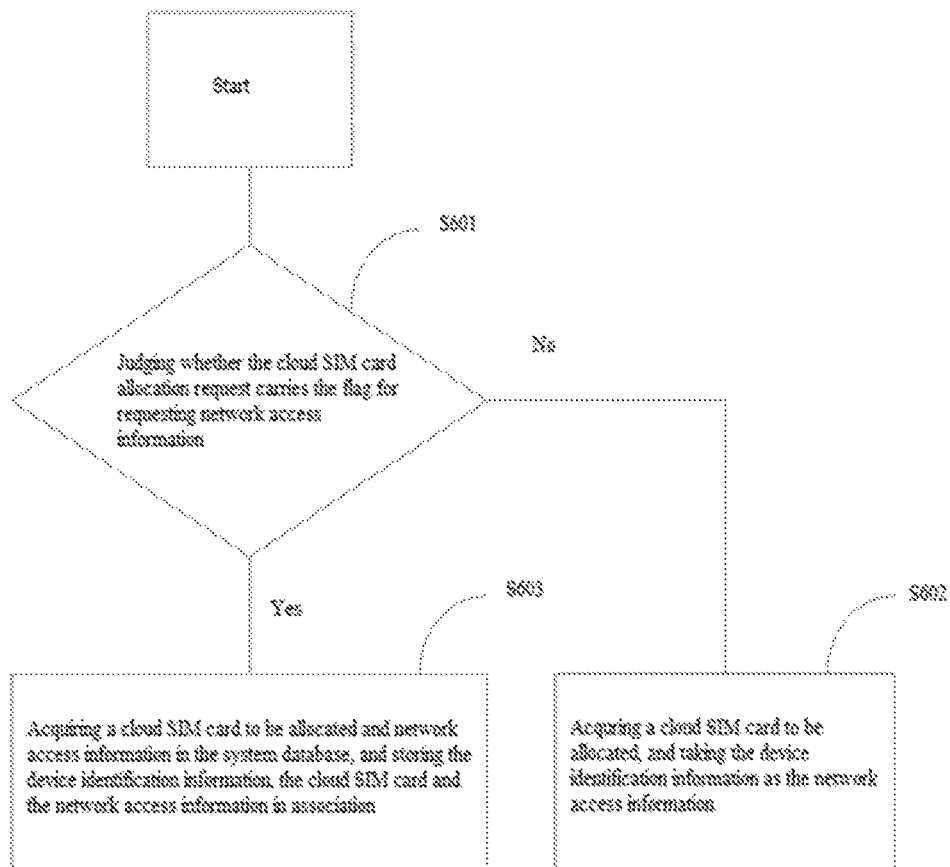 Start
S601
Judging whether the cloud SIM card
allocation request carries the flag for
requesting network access
information
No
Yes
S603
S602
Acquiring a cloud SIM card to be allocated and network
access information in the system database, and storing the
device identification information, the cloud SIM card and
the network access information in association
Acquring a cloud SIM card to be
allocated, and taking the device
identification information as the network
access information